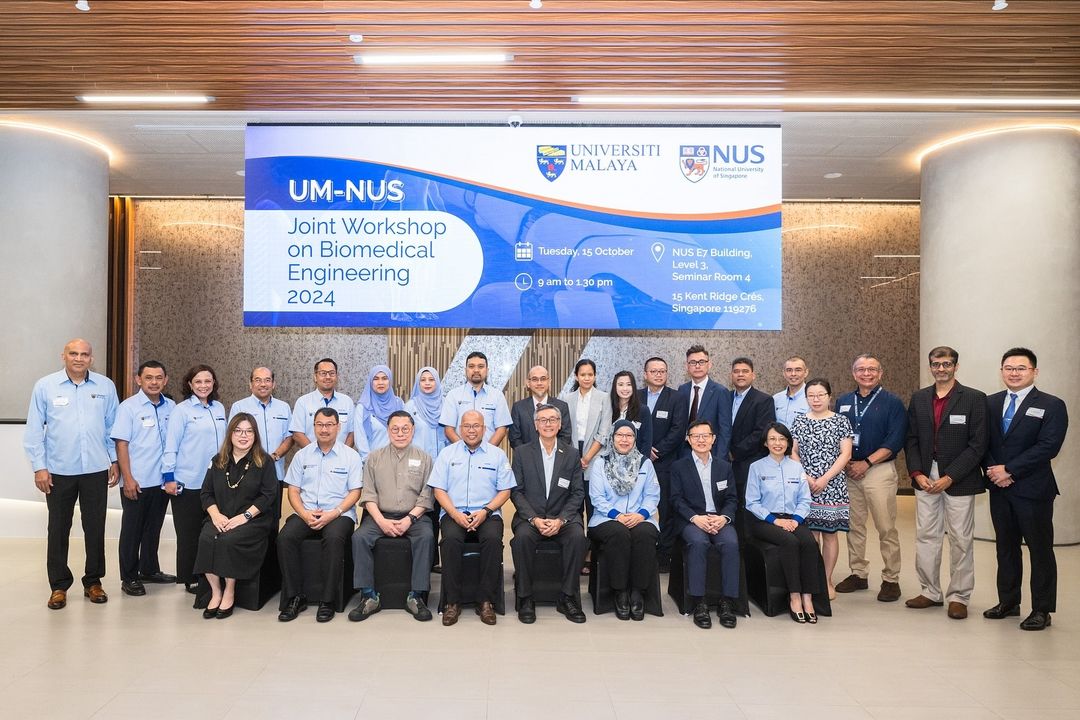 UM-NUS
Joint Workshop
on Biomedical
Engineering
2024
UNIVERSITI
MALAYA
NUS
National University
of Singapore
Tuesday, 15 October
9 am to 1.30 pm
NUS E7 Building,
Level 3,
Seminar Room 4
15 Kent Ridge Cres,
Singapore 119276